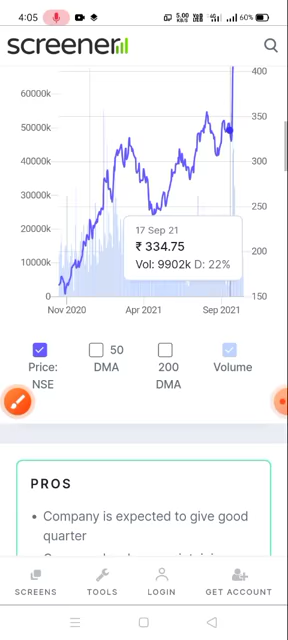 4:05 5.00 KB/S 4G 60%
screener
60000k 400
50000k 350
40000k 300
30000k 250
20000k 200
10000k
0 150
17 Sep 21
₹ 334.75
Vol: 9902k D: 22%
Nov 2020 Apr 2021 Sep 2021
Price: NSE
50 DMA
200 DMA
Volume
PROS
• Company is expected to give good
quarter
SCREENS TOOLS LOGIN GET ACCOUNT